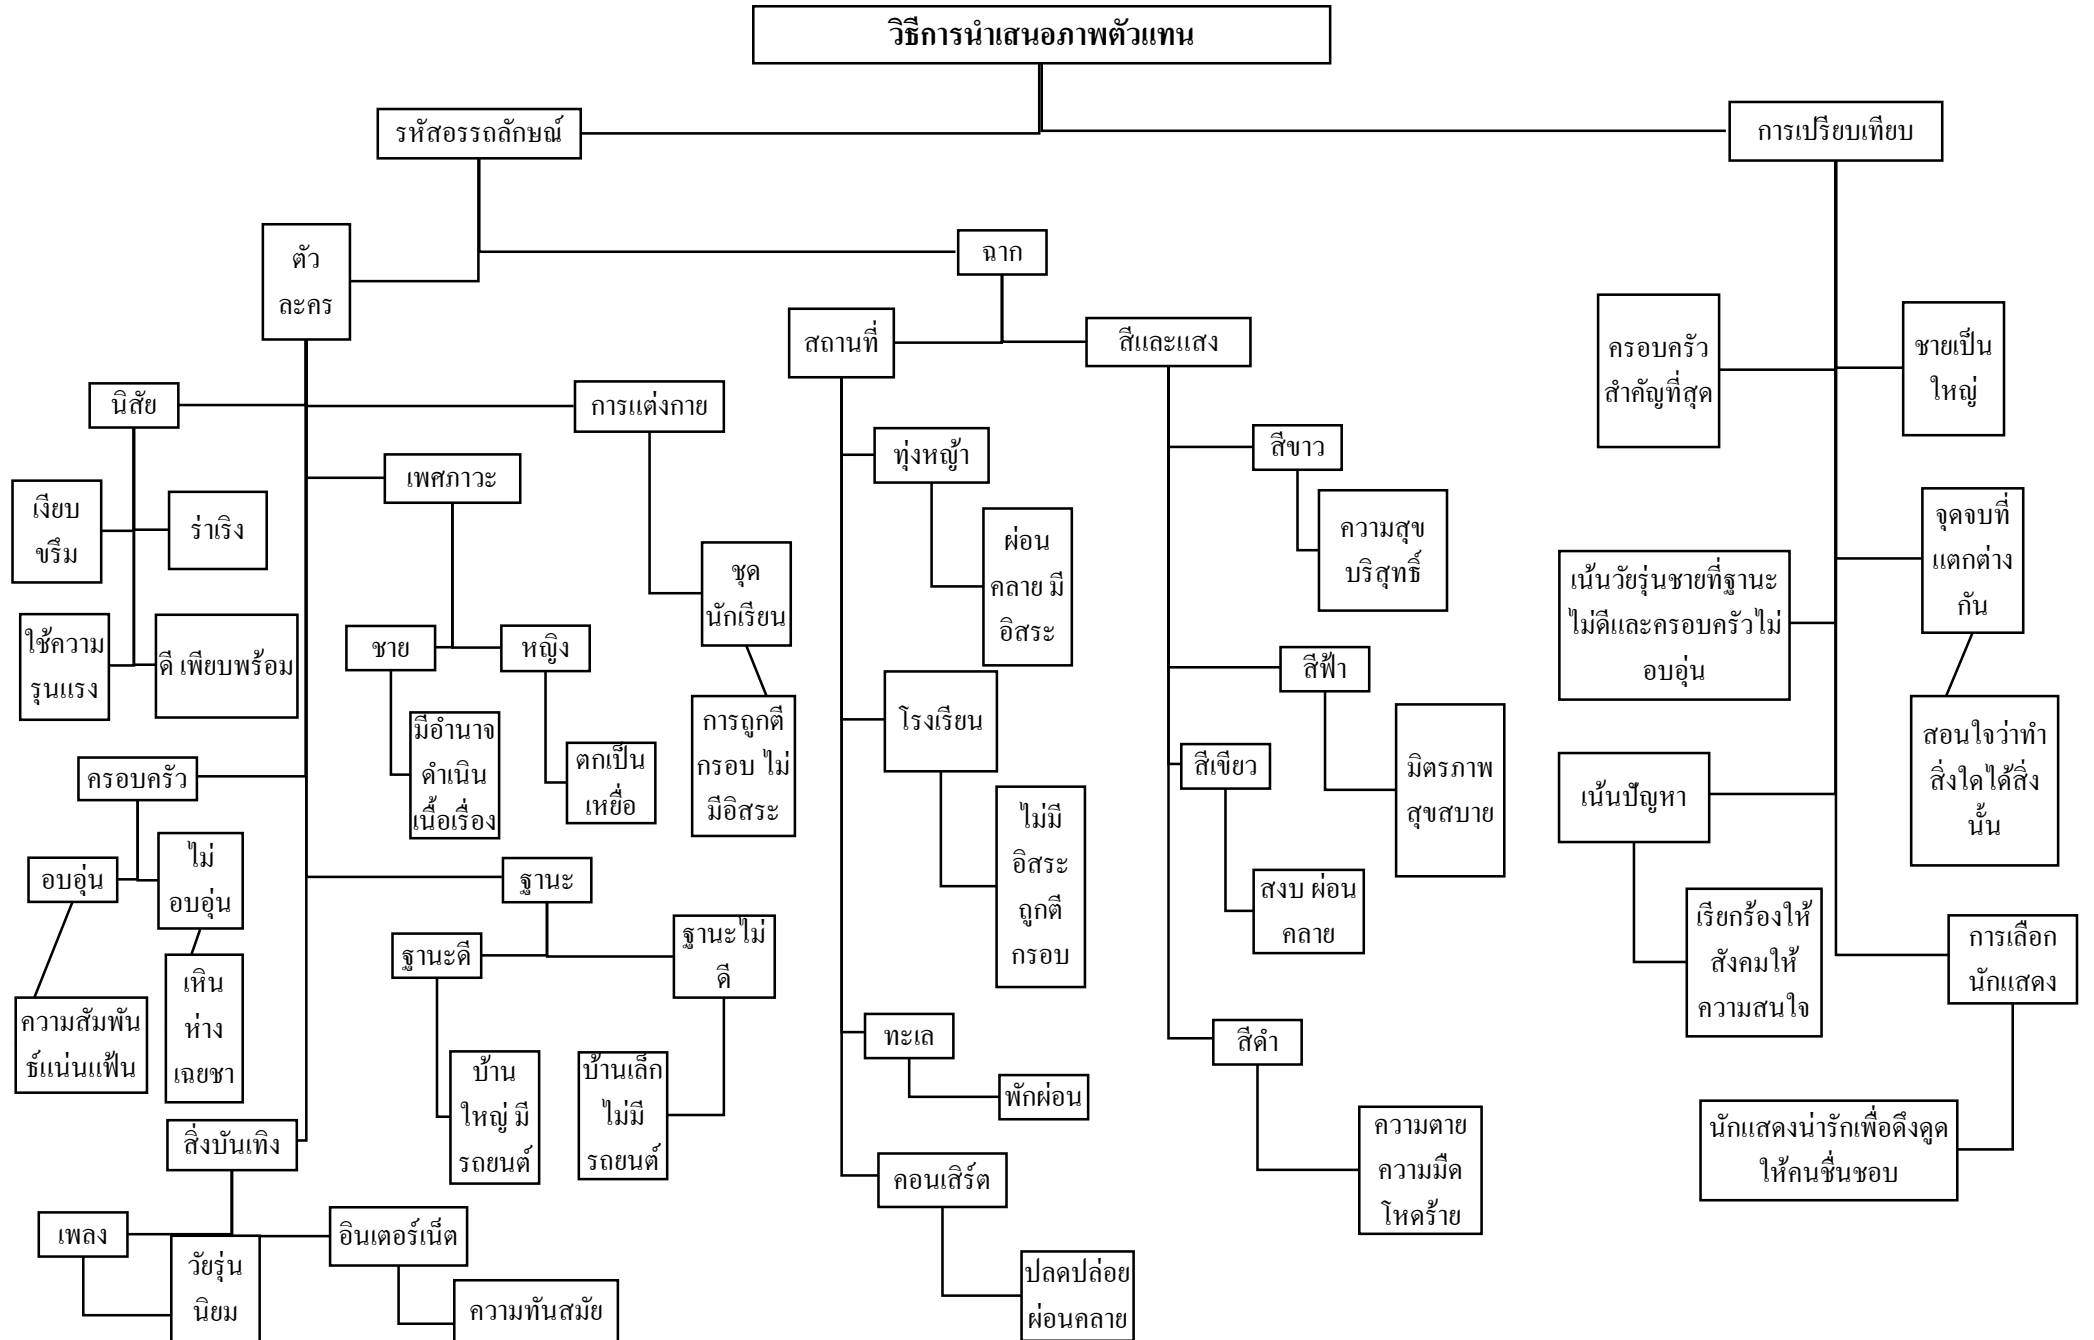 วิธีการนำเสนอภาพตัวแทน
รหัสอรรถลักษณ์
การเปรียบเทียบ
ตัว
ละคร
ฉาก
สถานที่
สีและแสง
ครอบครัว
สำคัญที่สุด
ชายเป็น
ใหญ่
นิสัย
การแต่งกาย
เพศภาวะ
ทุ่งหญ้า
สีขาว
เงียบ
ขรึม
ร่าเริง
ผ่อน
คลาย มี
อิสระ
ความสุข
บริสุทธิ์
จุดจบที่
แตกต่าง
กัน
ชุด
นักเรียน
เน้นวัยรุ่นชายที่ฐานะ
ไม่ดีและครอบครัวไม่
อบอุ่น
ใช้ความ
รุนแรง
ดี เพียบพร้อม
ชาย
หญิง
สีฟ้า
โรงเรียน
การถูกตี
กรอบ ไม่
มีอิสระ
มีอำนาจ
ดำเนิน
เนื้อเรื่อง
ตกเป็น
เหยื่อ
สีเขียว
มิตรภาพ
สุขสบาย
สอนใจว่าทำ
สิ่งใดได้สิ่ง
นั้น
ครอบครัว
เน้นปัญหา
ไม่มี
อิสระ
ถูกตี
กรอบ
อบอุ่น
ไม่
อบอุ่น
ฐานะ
สงบ ผ่อน
คลาย
เรียกร้องให้
สังคมให้
ความสนใจ
การเลือก
นักแสดง
ฐานะดี
ฐานะไม่
ดี
เหิน
ห่าง
เฉยชา
ความสัมพัน
ธ์แน่นแฟ้น
ทะเล
สีดำ
บ้าน
ใหญ่ มี
รถยนต์
บ้านเล็ก
ไม่มี
รถยนต์
พักผ่อน
สิ่งบันเทิง
คอนเสิร์ต
ความตาย
ความมืด
โหดร้าย
นักแสดงน่ารักเพื่อดึงดูด
ให้คนชื่นชอบ
เพลง
อินเตอร์เน็ต
วัยรุ่น
นิยม
ความทันสมัย
ปลดปล่อย
ผ่อนคลาย